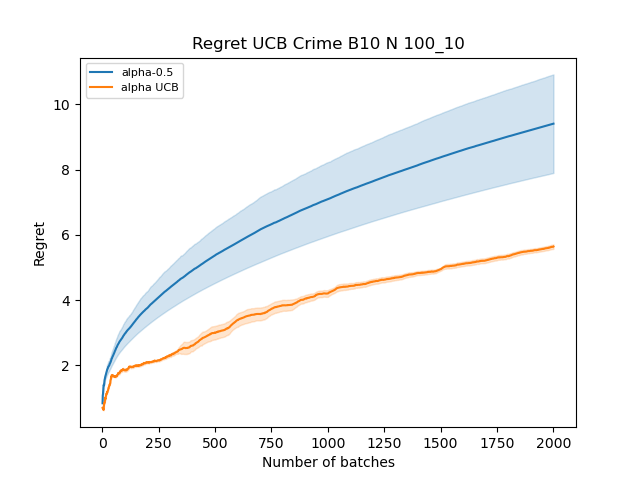 Regret UCB Crime B10 N 100_10
alpha-0.5
alpha UCB
10
8
6
4
2
Regret
0 250 500 750 1000 1250 1500 1750 2000
Number of batches